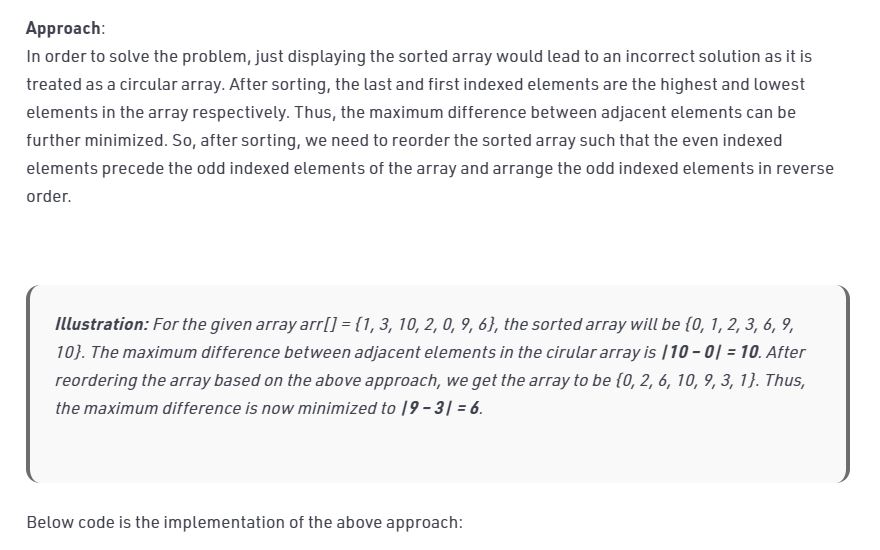 Approach:
In order to solve the problem, just displaying the sorted array would lead to an incorrect solution as it is
treated as a circular array. After sorting, the last and first indexed elements are the highest and lowest
elements in the array respectively. Thus, the maximum difference between adjacent elements can be
further minimized. So, after sorting, we need to reorder the sorted array such that the even indexed
elements precede the odd indexed elements of the array and arrange the odd indexed elements in reverse
order.
Illustration: For the given array arr[] = {1, 3, 10, 2, 0, 9, 6}, the sorted array will be {0, 1, 2, 3, 6, 9,
10}. The maximum difference between adjacent elements in the cirular array is |10 – 0| = 10. After
reordering the array based on the above approach, we get the array to be {0, 2, 6, 10, 9, 3, 1}. Thus,
the maximum difference is now minimized to |9 – 3| = 6.
Below code is the implementation of the above approach: